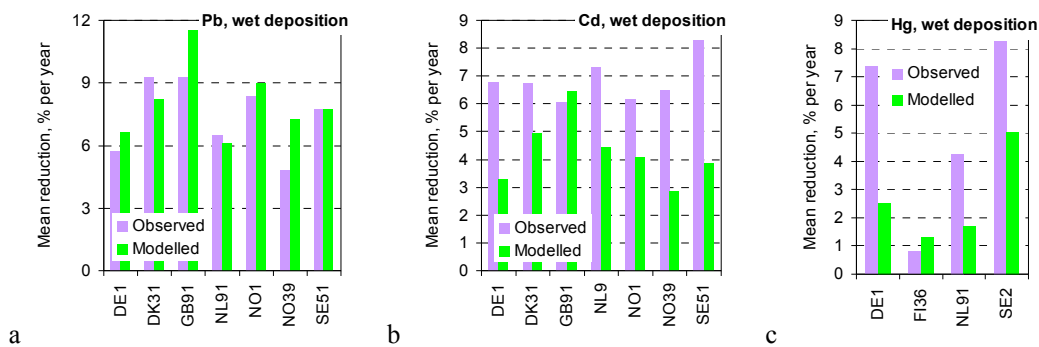 Pb, wet deposition
Mean reduction, % per year
12
9
6
3
0
Observed
Modelled
DE1
DK31
GB91
NL91
NO1
NO39
SE51
a
Cd, wet deposition
Mean reduction, % per year
9
8
7
6
5
4
3
2
1
0
Observed
Modelled
DE1
DK31
GB91
NL9
NO1
NO39
SE51
b
Hg, wet deposition
Mean reduction, % per year
9
8
7
6
5
4
3
2
1
0
Observed
Modelled
DE1
FI36
NL91
SE2
c